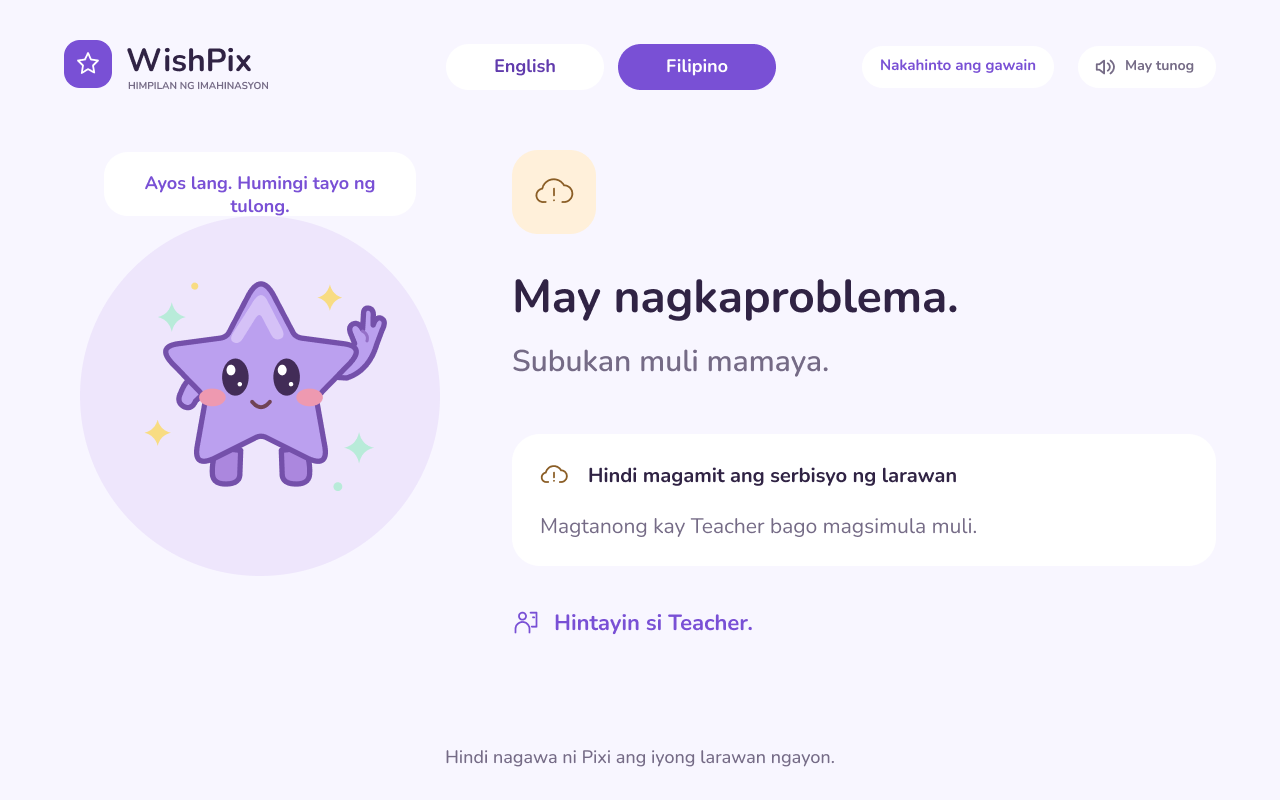 WishPix
HIMPILAN NG IMAHINASYON
English
Filipino
Nakahinto ang gawain
May tunog
Ayos lang. Humingi tayo ng
tulong.
May nagkaproblema.
Subukan muli mamaya.
Hindi magamit ang serbisyo ng larawan
Magtanong kay Teacher bago magsimula muli.
Hintayin si Teacher.
Hindi nagawa ni Pixi ang iyong larawan ngayon.